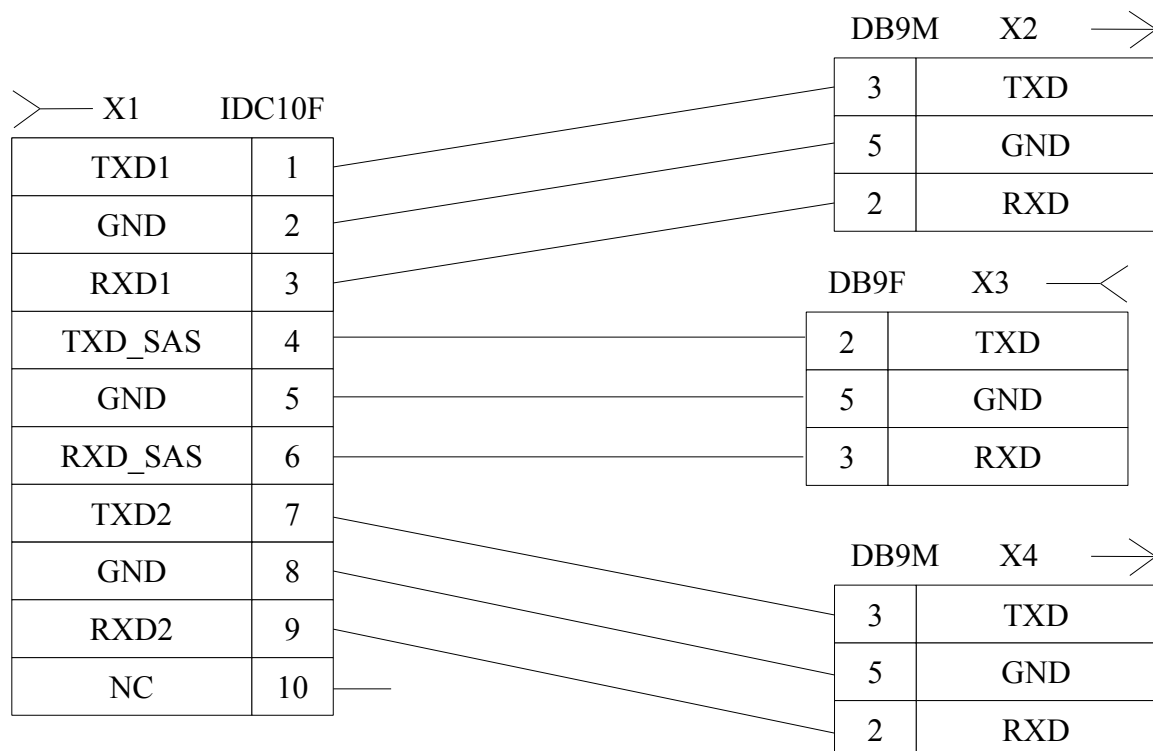 X1 IDC10F
TXD1 1
GND 2
RXD1 3
TXD_SAS 4
GND 5
RXD_SAS 6
TXD2 7
GND 8
RXD2 9
NC 10
DB9M X2
3 TXD
5 GND
2 RXD
DB9F X3
2 TXD
5 GND
3 RXD
DB9M X4
3 TXD
5 GND
2 RXD